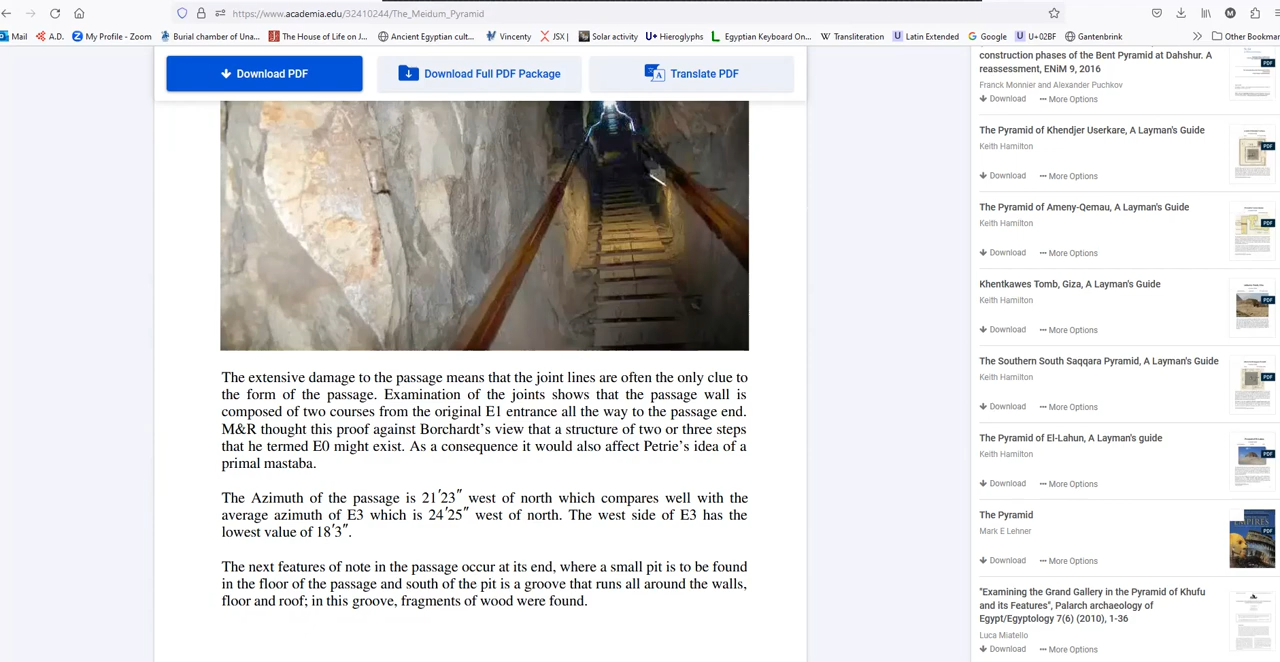 https://www.academia.edu/32410244/The_Meidum_Pyramid
Mail
A.D.
My Profile - Zoom
Burial chamber of Una...
The House of Life on J...
Ancient Egyptian cult...
Vincenty
JSX |
Solar activity
Hieroglyphs
Egyptian Keyboard On...
Transliteration
Latin Extended
Google
U+02BF
Gantenbrink
Other Bookmar
Download PDF
Download Full PDF Package
Translate PDF
The extensive damage to the passage means that the joint lines are often the only clue to
the form of the passage. Examination of the joints shows that the passage wall is
composed of two courses from the original E1 entrance all the way to the passage end.
M&R thought this proof against Borchardt's view that a structure of two or three steps
that he termed E0 might exist. As a consequence it would also affect Petrie's idea of a
primal mastaba.
The Azimuth of the passage is 21′23″ west of north which compares well with the
average azimuth of E3 which is 24′25″ west of north. The west side of E3 has the
lowest value of 18′3″.
The next features of note in the passage occur at its end, where a small pit is to be found
in the floor of the passage and south of the pit is a groove that runs all around the walls,
floor and roof; in this groove, fragments of wood were found.
construction phases of the Bent Pyramid at Dahshur. A
reassessment, ENiM 9, 2016
Franck Monnier and Alexander Puchkov
Download
More Options
PDF
The Pyramid of Khendjer Userkare, A Layman's Guide
Keith Hamilton
Download
More Options
PDF
The Pyramid of Ameny-Qemau, A Layman's Guide
Keith Hamilton
Download
More Options
PDF
Khentkawes Tomb, Giza, A Layman's Guide
Keith Hamilton
Download
More Options
PDF
The Southern South Saqqara Pyramid, A Layman's Guide
Keith Hamilton
Download
More Options
PDF
The Pyramid of El-Lahun, A Layman's guide
Keith Hamilton
Download
More Options
PDF
The Pyramid
Mark E Lehner
Download
More Options
EMPIRES
PDF
"Examining the Grand Gallery in the Pyramid of Khufu
and its Features", Palarch archaeology of
Egypt/Egyptology 7(6) (2010), 1-36
Luca Miatello
Download
More Options